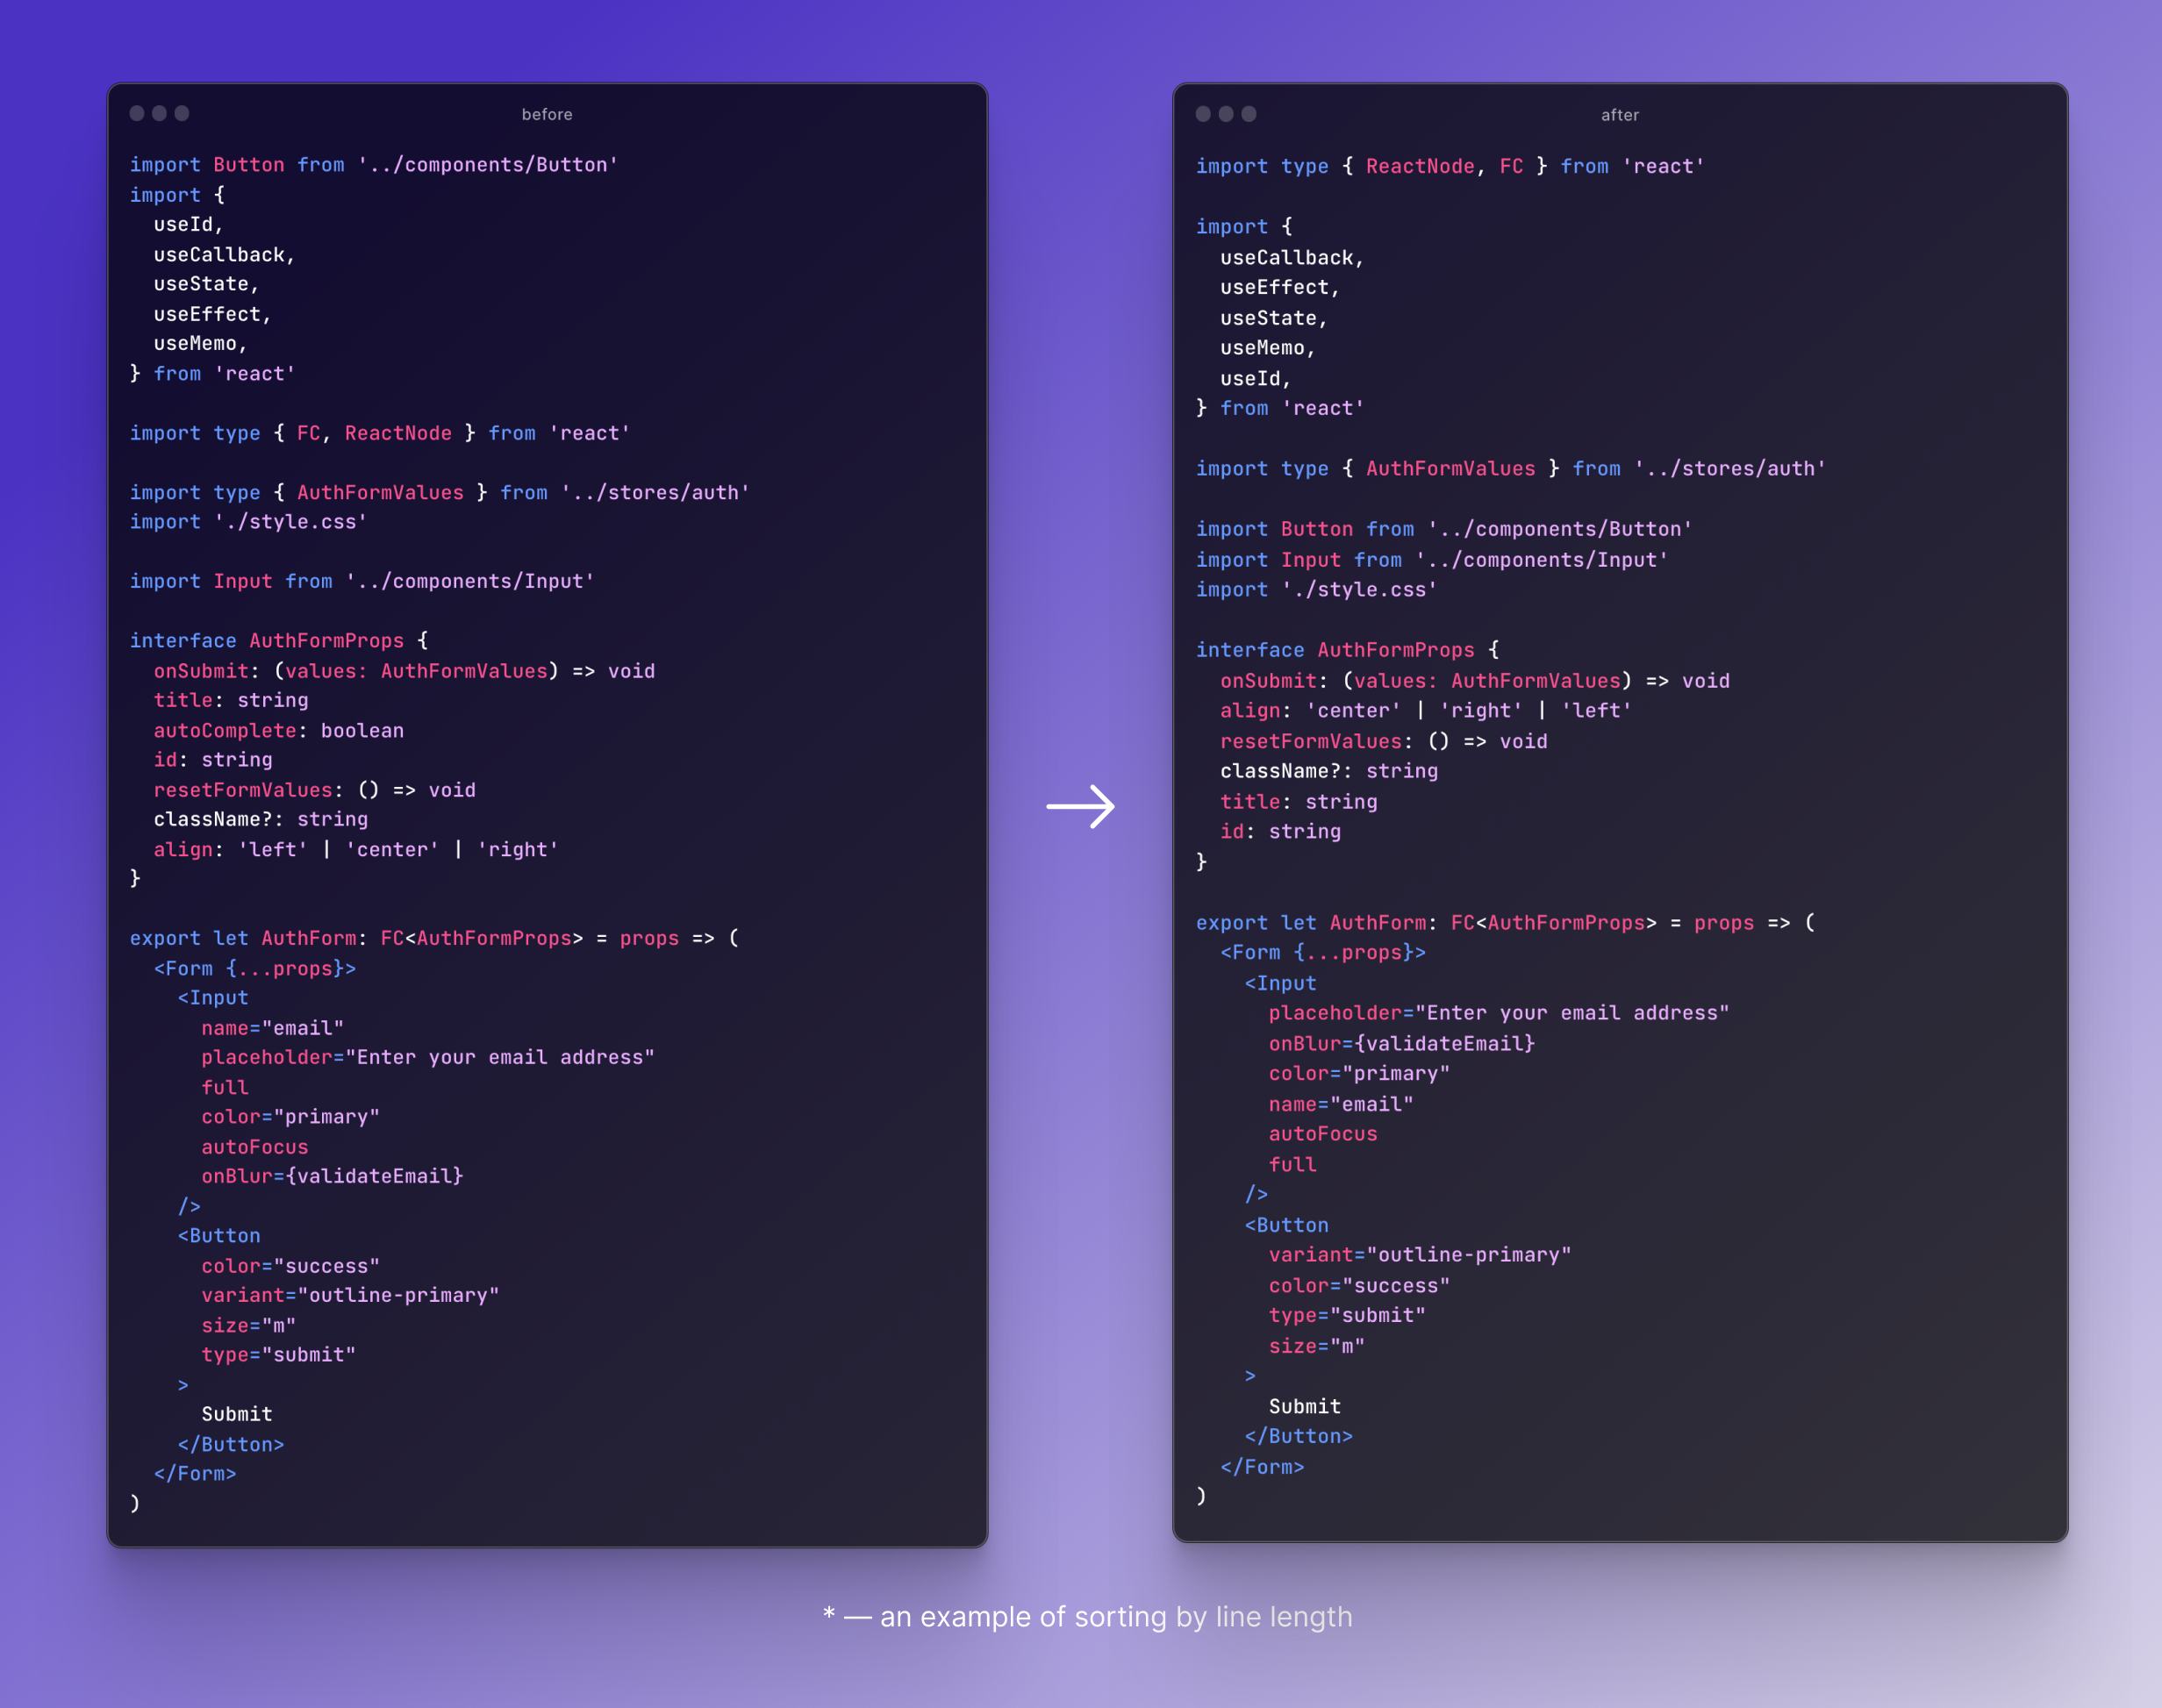 before
import Button from '../components/Button'
import {
  useId,
  useCallback,
  useState,
  useEffect,
  useMemo,
} from 'react'

import type { FC, ReactNode } from 'react'

import type { AuthFormValues } from '../stores/auth'
import './style.css'

import Input from '../components/Input'

interface AuthFormProps {
  onSubmit: (values: AuthFormValues) => void
  title: string
  autoComplete: boolean
  id: string
  resetFormValues: () => void
  className?: string
  align: 'left' | 'center' | 'right'
}

export let AuthForm: FC<AuthFormProps> = props => (
  <Form {...props}>
    <Input
      name="email"
      placeholder="Enter your email address"
      full
      color="primary"
      autoFocus
      onBlur={validateEmail}
    />
    <Button
      color="success"
      variant="outline-primary"
      size="m"
      type="submit"
    >
      Submit
    </Button>
  </Form>
)
after
import type { ReactNode, FC } from 'react'

import {
  useCallback,
  useEffect,
  useState,
  useMemo,
  useId,
} from 'react'

import type { AuthFormValues } from '../stores/auth'

import Button from '../components/Button'
import Input from '../components/Input'
import './style.css'

interface AuthFormProps {
  onSubmit: (values: AuthFormValues) => void
  align: 'center' | 'right' | 'left'
  resetFormValues: () => void
  className?: string
  title: string
  id: string
}

export let AuthForm: FC<AuthFormProps> = props => (
  <Form {...props}>
    <Input
      placeholder="Enter your email address"
      onBlur={validateEmail}
      color="primary"
      name="email"
      autoFocus
      full
    />
    <Button
      variant="outline-primary"
      color="success"
      type="submit"
      size="m"
    >
      Submit
    </Button>
  </Form>
)
* — an example of sorting by line length